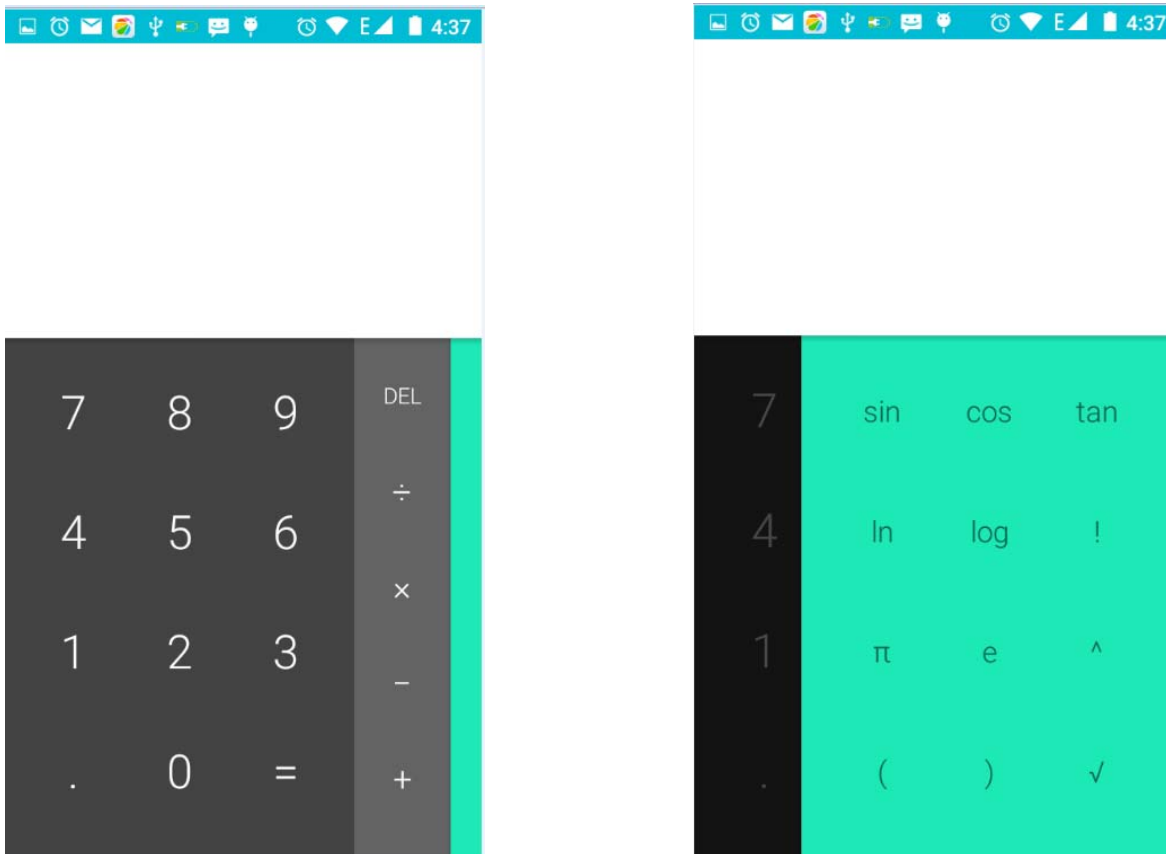 E 4:37
7 8 9 DEL
÷
4 5 6
×
1 2 3
−
. 0 = +
E 4:37
7 sin cos tan
4 ln log !
1 π e ^
. ( ) √